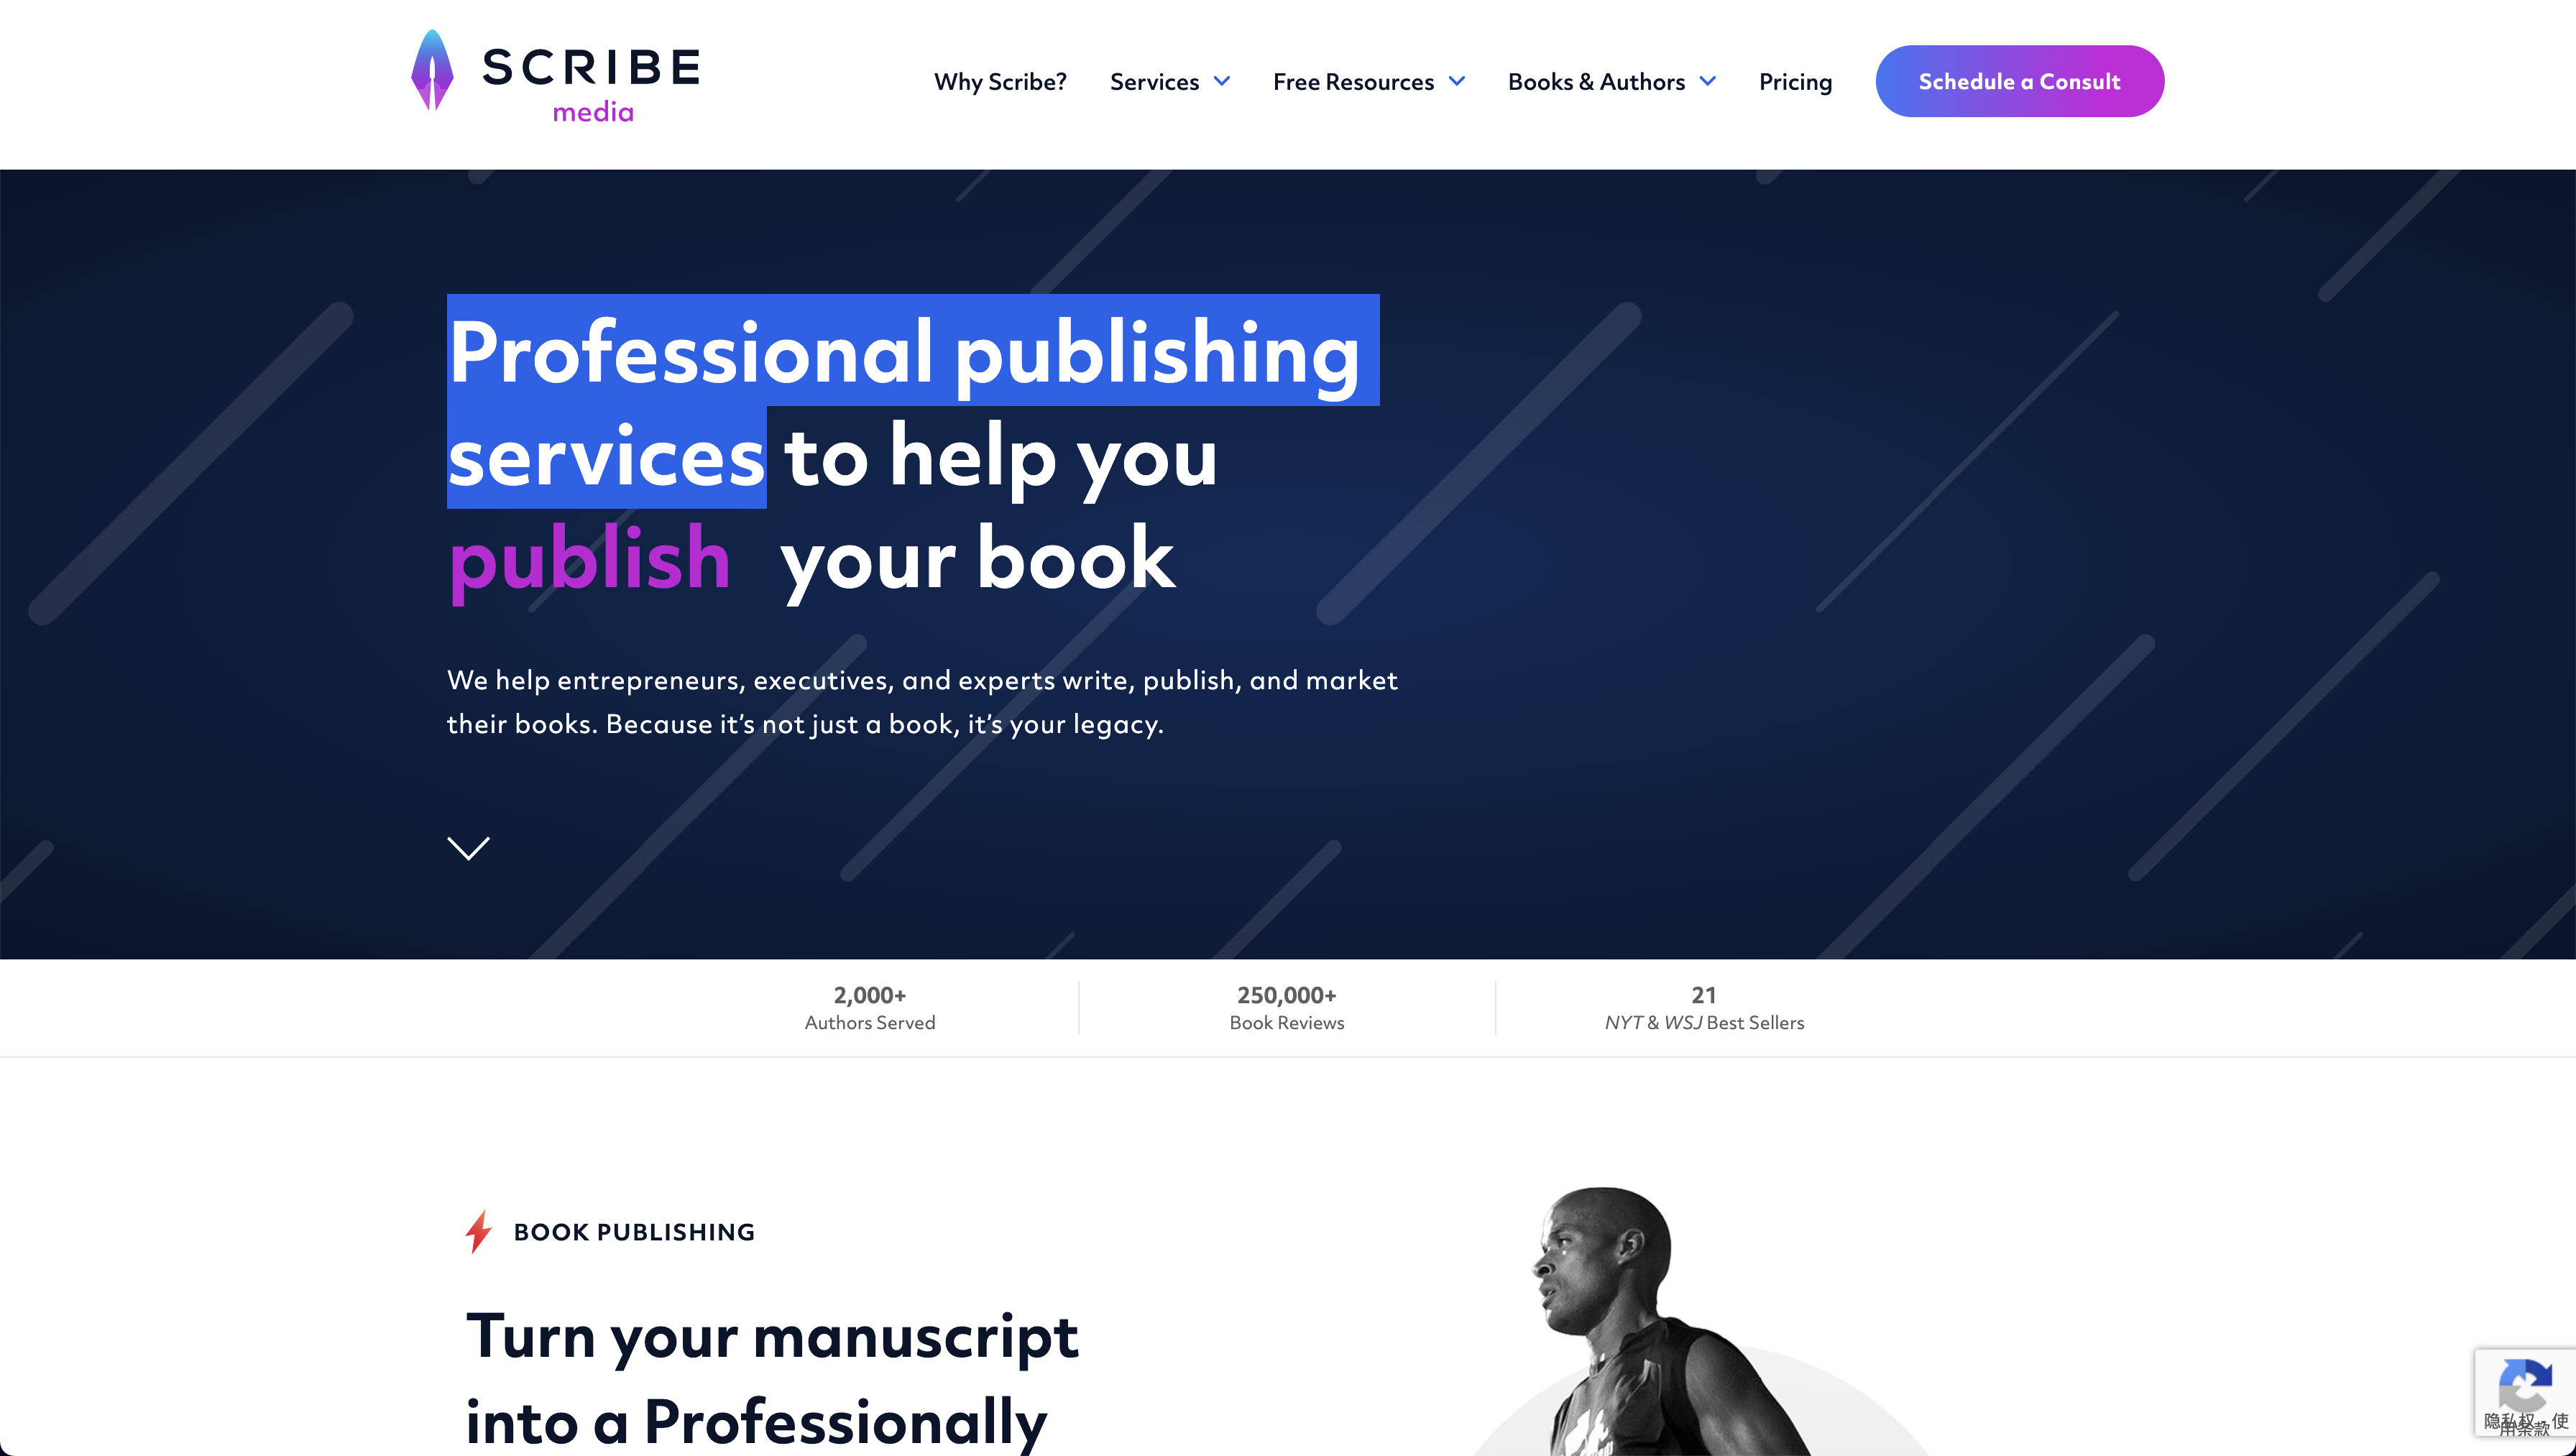 SCRIBE
media
Why Scribe?
Services
Free Resources
Books & Authors
Pricing
Schedule a Consult
Professional publishing
services to help you
publish your book
We help entrepreneurs, executives, and experts write, publish, and market
their books. Because it’s not just a book, it’s your legacy.
2,000+
Authors Served
250,000+
Book Reviews
21
NYT & WSJ Best Sellers
BOOK PUBLISHING
Turn your manuscript
into a Professionally
隐私权 - 使
用条款